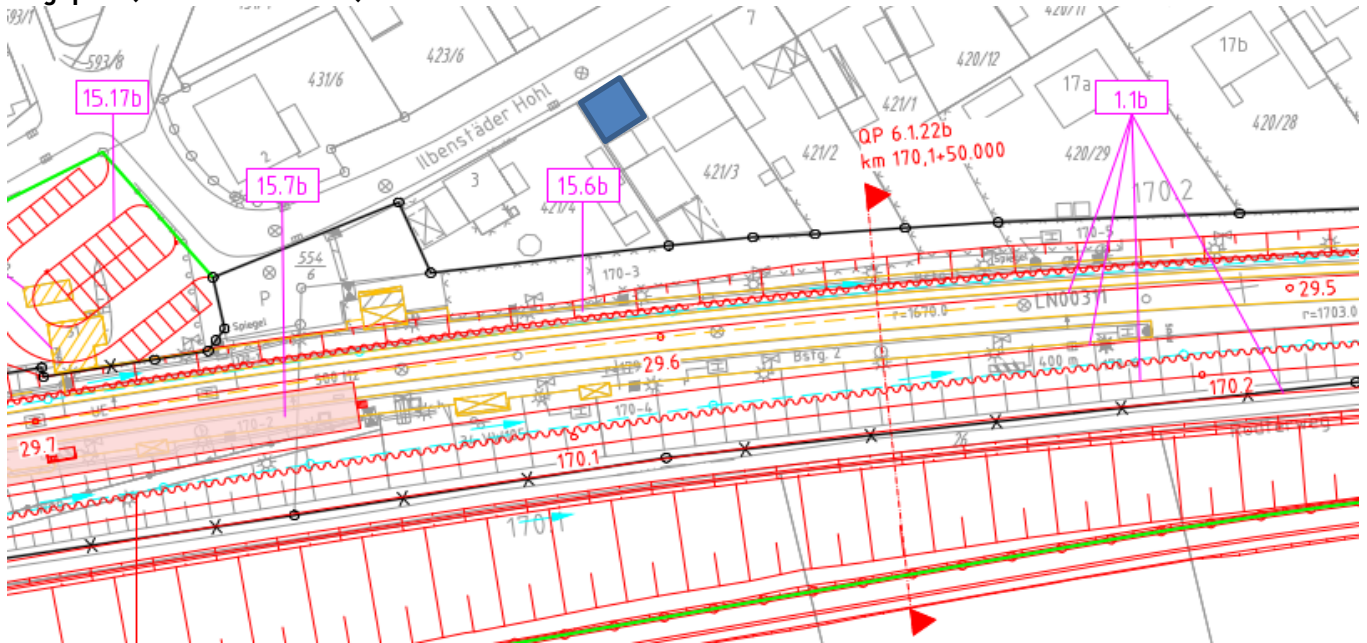 593/8
431/6
423/6
7
420/11
420/12
17b
17a
15.17b
1.1b
421/1
420/28
Ilbenstäder Hohl
QP 6.1.22b
km 170,1+50.000
421/2
420/29
2
3
15.7b
15.6b
421/3
421/4
170.2
554
6
170-3
170-5
Spiegel
P
Spiegel
LN00311
29.5
r=1670.0
r=1703.0
29.6
Bstg. 2
400 m
170-4
170.2
170-2
UE
29.7
170.1
26
170.1